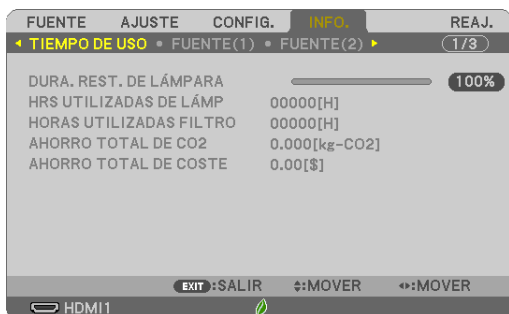 FUENTE AJUSTE CONFIG. INFO. REAJ.
TIEMPO DE USO • FUENTE(1) • FUENTE(2) 1/3
DURA. REST. DE LÁMPARA 100%
HRS UTILIZADAS DE LÁMP 00000[H]
HORAS UTILIZADAS FILTRO 00000[H]
AHORRO TOTAL DE CO2 0.000[kg-CO2]
AHORRO TOTAL DE COSTE 0.00[$]
EXIT:SALIR :MOVER :MOVER
HDMI1